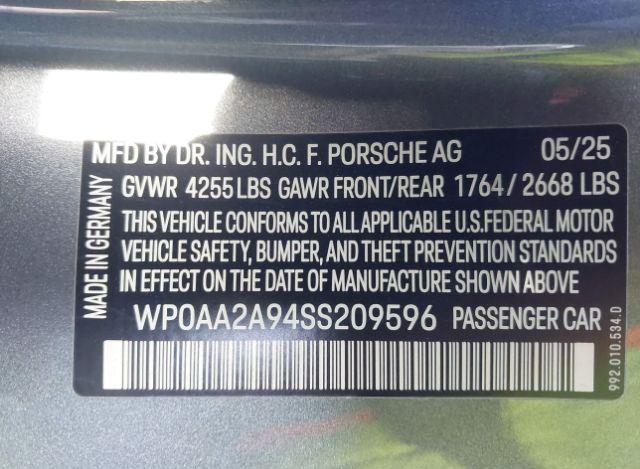 MFD BY DR. ING. H.C. F. PORSCHE AG 05/25
GVWR 4255 LBS GAWR FRONT/REAR 1764 / 2668 LBS
THIS VEHICLE CONFORMS TO ALL APPLICABLE U.S.FEDERAL MOTOR
VEHICLE SAFETY, BUMPER, AND THEFT PREVENTION STANDARDS
IN EFFECT ON THE DATE OF MANUFACTURE SHOWN ABOVE
WP0AA2A94SS209596 PASSENGER CAR
MADE IN GERMANY
992.010.534.D